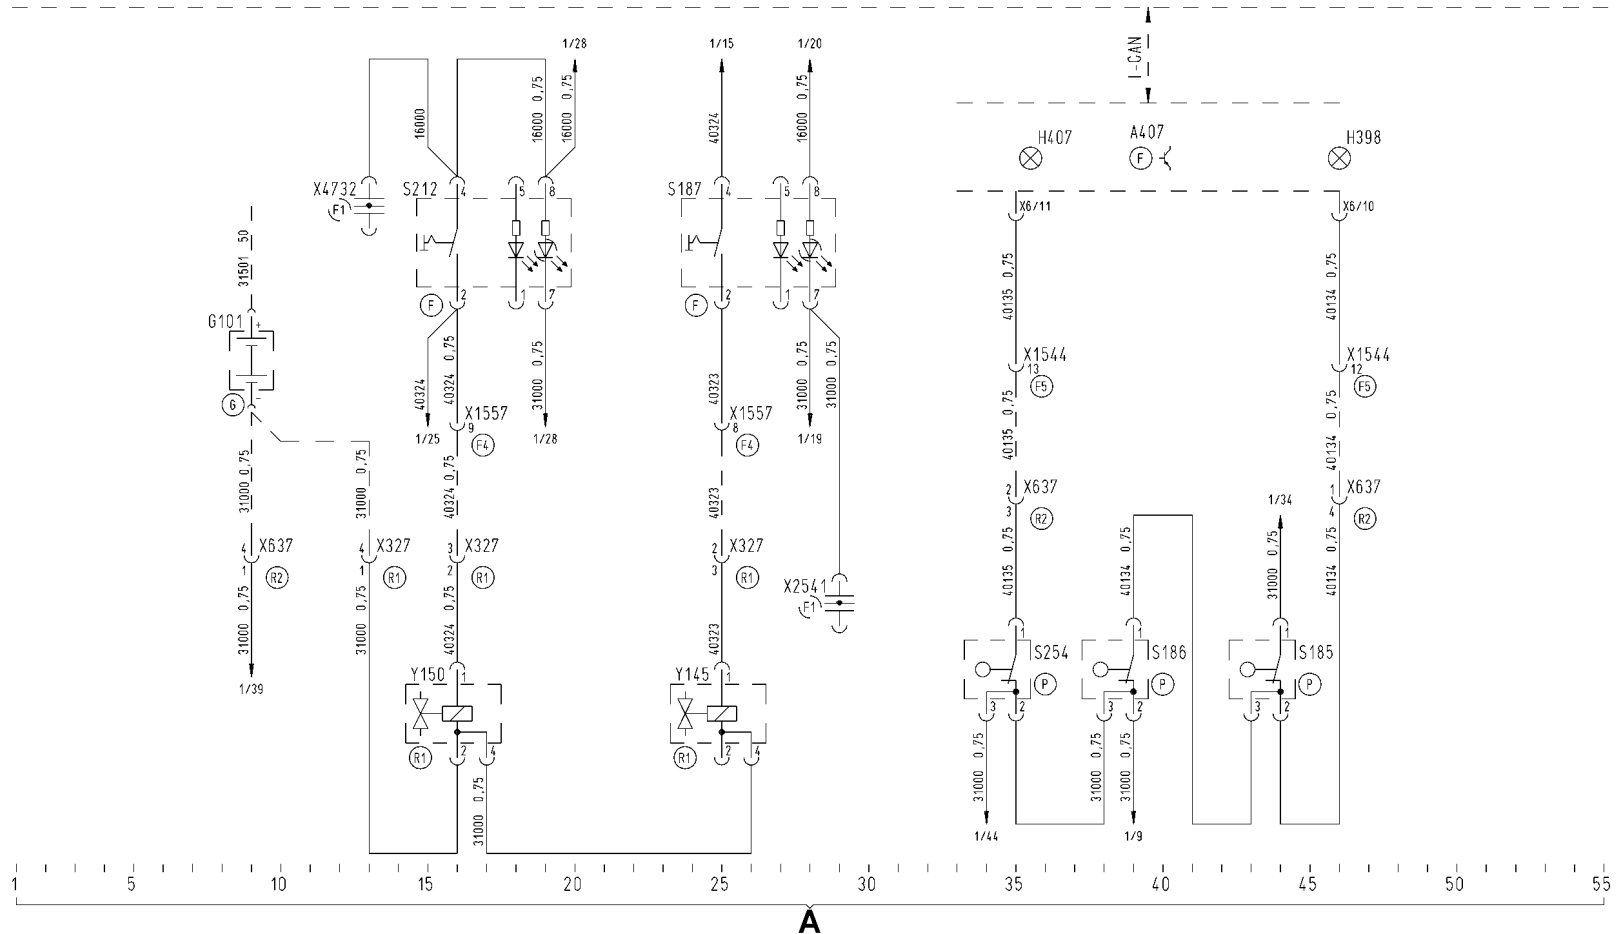 I-CAN
1/28
1/15
1/20
16000
16000 0,75
16000 0,75
40324
16000 0,75
H407
A407
F
H398
X4732
F1
S212
4
5
8
S187
4
5
8
X6/11
X6/10
31501 50
G101
+
-
G
F
2
1
7
F
2
1
7
40135 0,75
40134 0,75
40324
40324 0,75
31000 0,75
40323
31000 0,75
31000 0,75
X1544
13
F5
X1544
12
F5
1/25
X1557
9
F4
1/28
X1557
8
F4
1/19
31000 0,75
31000 0,75
40324 0,75
40323
40135 0,75
40134 0,75
2
X637
3
R2
1
X637
4
R2
1/34
4
X637
1
R2
4
X327
1
R1
3
X327
2
R1
2
X327
3
R1
X2541
F1
31000 0,75
31000 0,75
40324 0,75
40323
40135 0,75
40134 0,75
31000 0,75
40134 0,75
1/39
Y150
1
Y145
1
1
S254
P
1
S186
P
1
S185
P
R1
2
4
R1
2
4
3
2
3
2
3
2
31000 0,75
31000 0,75
31000 0,75
31000 0,75
1/44
1/9
1
5
10
15
20
25
30
35
40
45
50
55
A